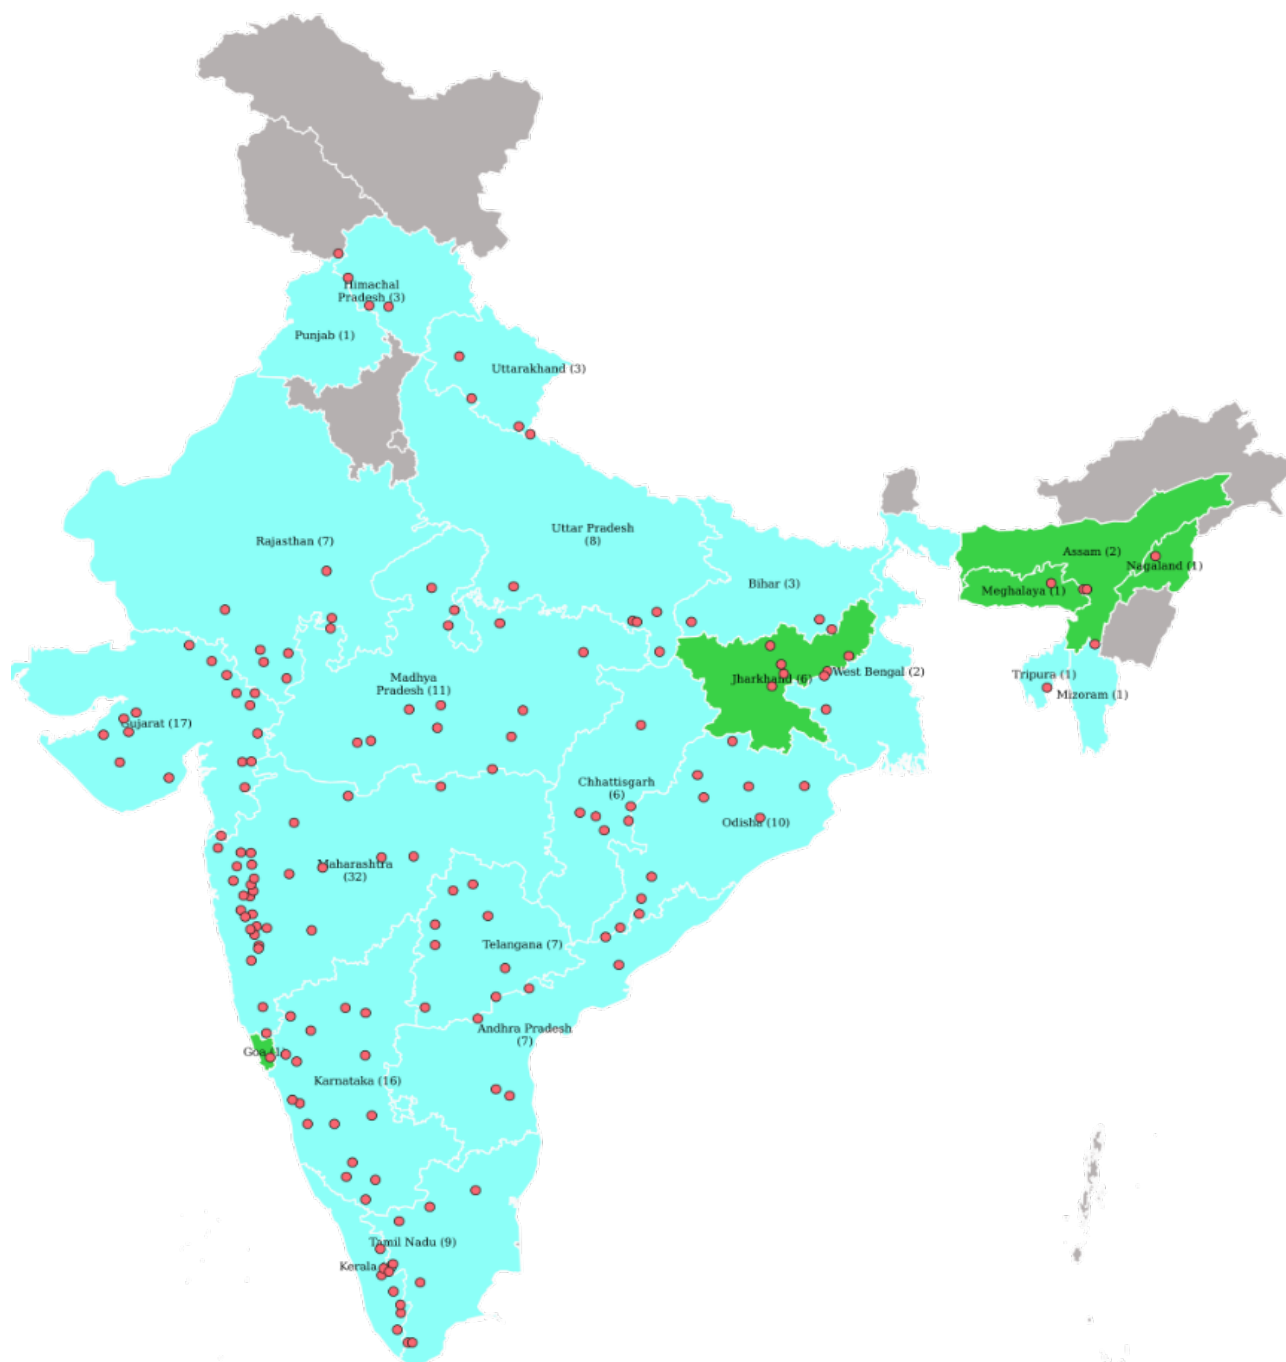 Himachal
Pradesh (3)
Punjab (1)
Uttarakhand (3)
Rajasthan (7)
Uttar Pradesh
(8)
Bihar (3)
Assam (2)
Nagaland (1)
Meghalaya (1)
Tripura (1)
Mizoram (1)
Jharkhand (6)
West Bengal (2)
Madhya
Pradesh (11)
Gujarat (17)
Chhattisgarh
(6)
Odisha (10)
Maharashtra
(32)
Telangana (7)
Andhra Pradesh
(7)
Goa (1)
Karnataka (16)
Tamil Nadu (9)
Kerala